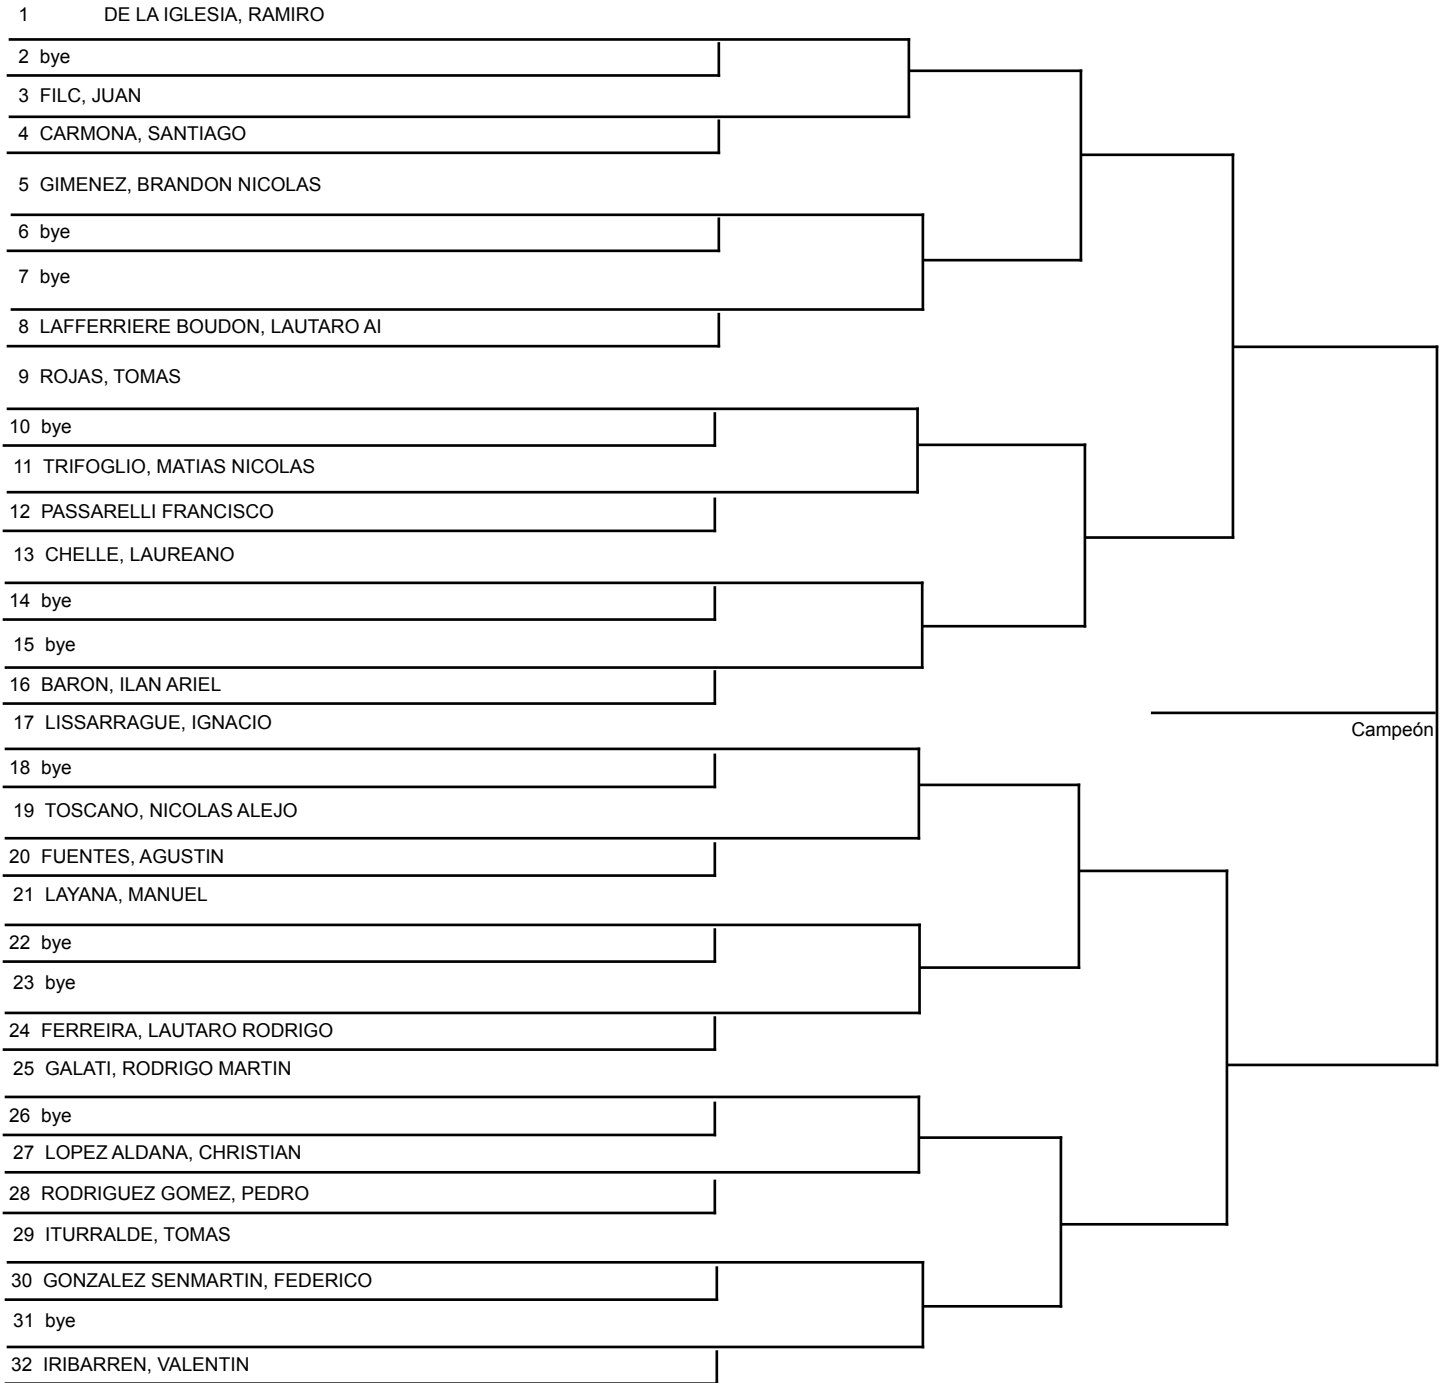 1 DE LA IGLESIA, RAMIRO
2 bye
3 FILC, JUAN
4 CARMONA, SANTIAGO
5 GIMENEZ, BRANDON NICOLAS
6 bye
7 bye
8 LAFFERRIERE BOUDON, LAUTARO AI
9 ROJAS, TOMAS
10 bye
11 TRIFOGLIO, MATIAS NICOLAS
12 PASSARELLI FRANCISCO
13 CHELLE, LAUREANO
14 bye
15 bye
16 BARON, ILAN ARIEL
17 LISSARRAGUE, IGNACIO
Campeón
18 bye
19 TOSCANO, NICOLAS ALEJO
20 FUENTES, AGUSTIN
21 LAYANA, MANUEL
22 bye
23 bye
24 FERREIRA, LAUTARO RODRIGO
25 GALATI, RODRIGO MARTIN
26 bye
27 LOPEZ ALDANA, CHRISTIAN
28 RODRIGUEZ GOMEZ, PEDRO
29 ITURRALDE, TOMAS
30 GONZALEZ SENMARTIN, FEDERICO
31 bye
32 IRIBARREN, VALENTIN